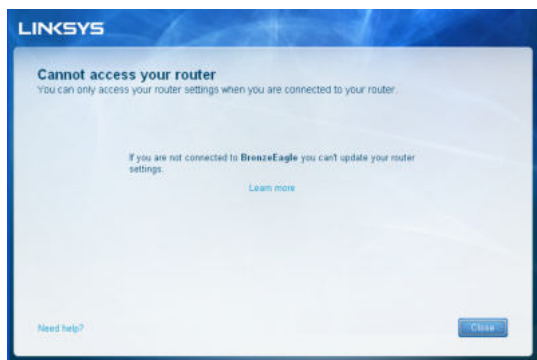 LINKSYS
Cannot access your router
You can only access your router settings when you are connected to your router.
If you are not connected to BronzeEagle you can't update your router
settings.
Learn more
Need help?
Close